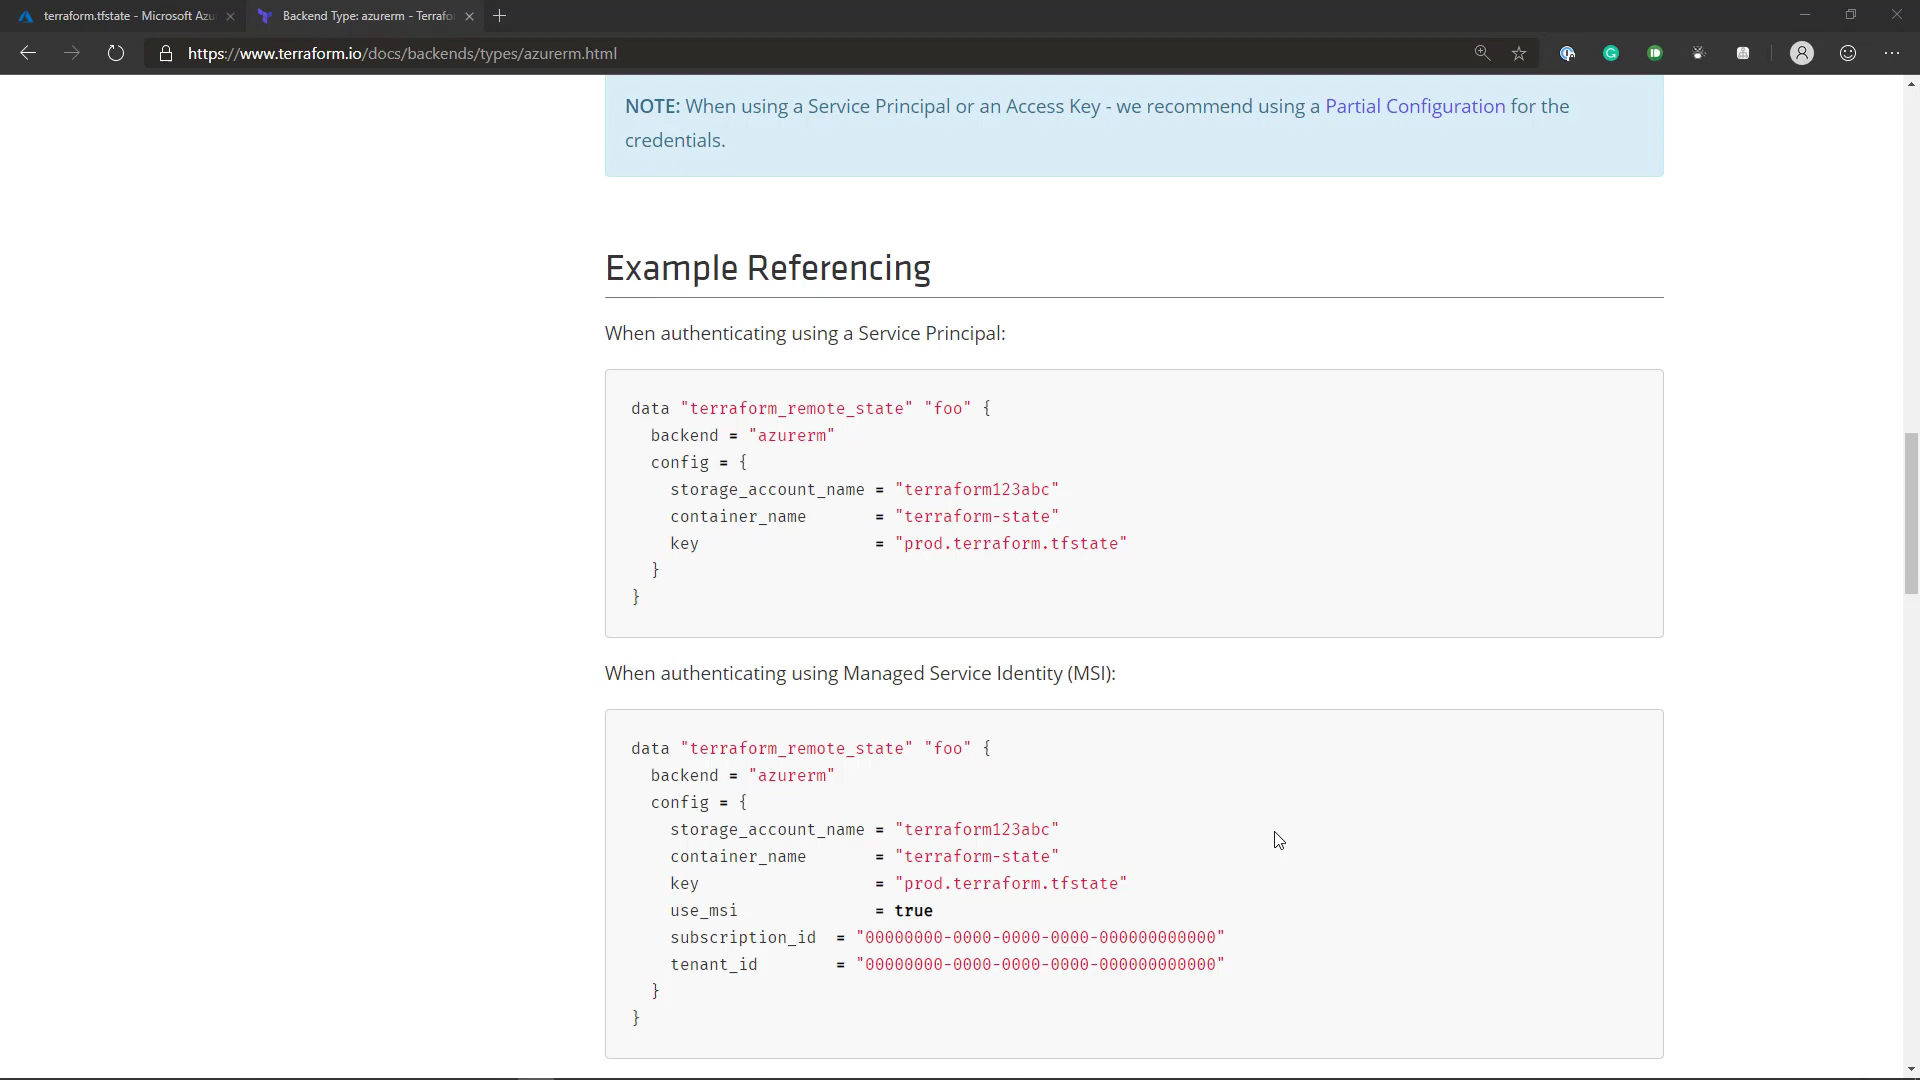 terraform.tfstate - Microsoft Azu
Backend Type: azurerm - Terrafo
https://www.terraform.io/docs/backends/types/azurerm.html
NOTE: When using a Service Principal or an Access Key - we recommend using a Partial Configuration for the
credentials.
Example Referencing
When authenticating using a Service Principal:
data "terraform_remote_state" "foo" {
  backend = "azurerm"
  config = {
    storage_account_name = "terraform123abc"
    container_name       = "terraform-state"
    key                  = "prod.terraform.tfstate"
  }
}
When authenticating using Managed Service Identity (MSI):
data "terraform_remote_state" "foo" {
  backend = "azurerm"
  config = {
    storage_account_name = "terraform123abc"
    container_name       = "terraform-state"
    key                  = "prod.terraform.tfstate"
    use_msi              = true
    subscription_id  = "00000000-0000-0000-0000-000000000000"
    tenant_id        = "00000000-0000-0000-0000-000000000000"
  }
}